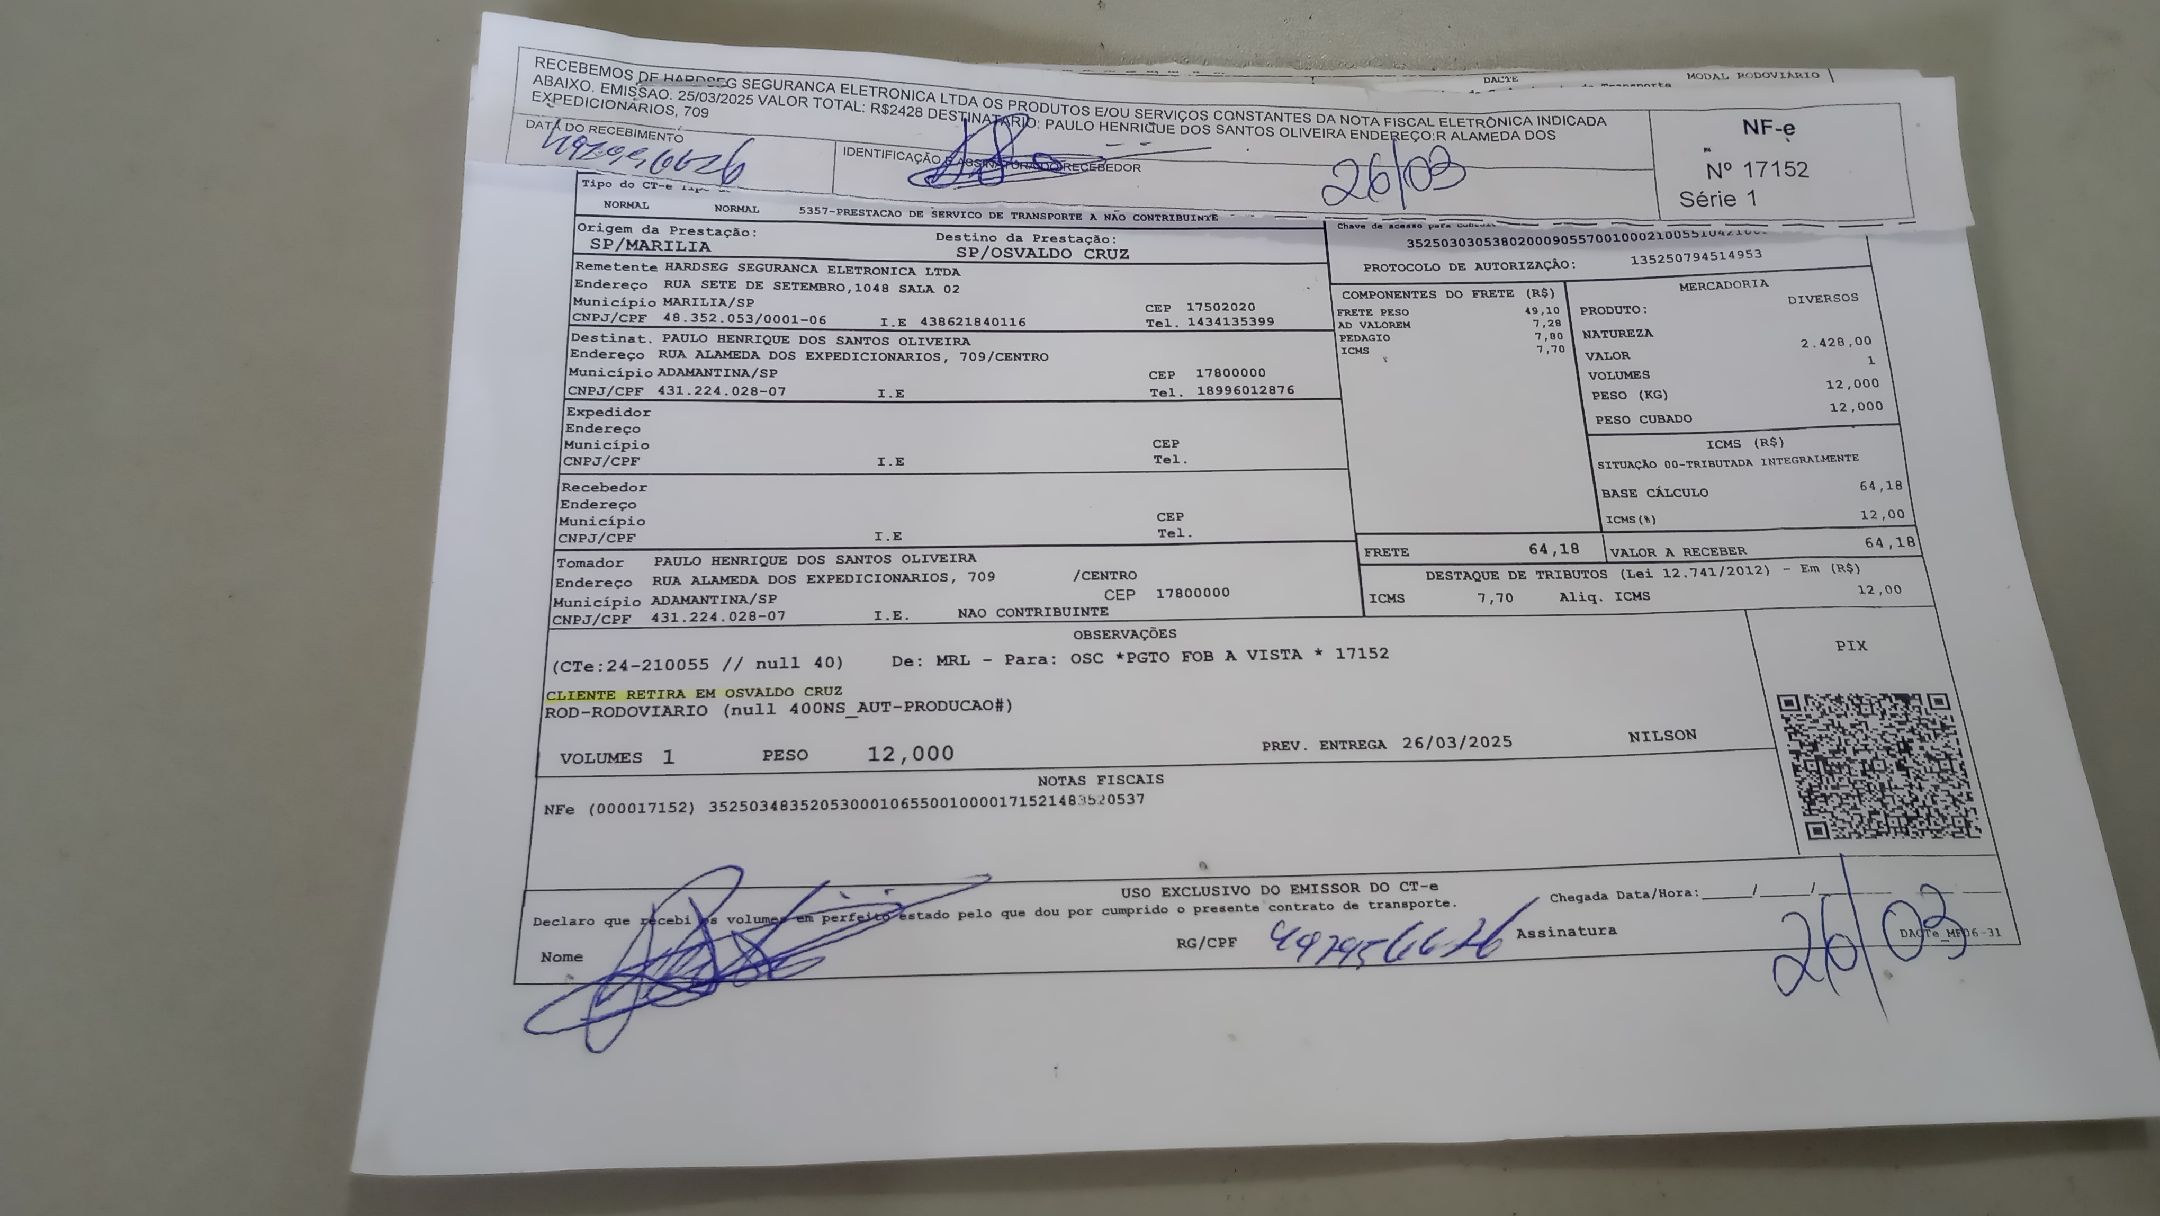 DACTE
MODAL RODOVIÁRIO
RECEBEMOS DE HARDSEG SEGURANCA ELETRONICA LTDA OS PRODUTOS E/OU SERVIÇOS CONSTANTES DA NOTA FISCAL ELETRÔNICA INDICADA
ABAIXO. EMISSÃO. 25/03/2025 VALOR TOTAL: R$2428 DESTINATARIO: PAULO HENRIQUE DOS SANTOS OLIVEIRA ENDEREÇO:R ALAMEDA DOS
EXPEDICIONÁRIOS, 709
DATA DO RECEBIMENTO
IDENTIFICAÇÃO E ASSINATURA DO RECEBEDOR
26/03
NF-e
Nº 17152
Série 1
Tipo do CT-e
NORMAL NORMAL 5357-PRESTACAO DE SERVICO DE TRANSPORTE A NÃO CONTRIBUINTE
Origem da Prestação: Destino da Prestação:
SP/MARILIA SP/OSVALDO CRUZ
Chave de acesso para
PROTOCOLO DE AUTORIZAÇÃO: 135250794514953
Remetente HARDSEG SEGURANCA ELETRONICA LTDA
Endereço RUA SETE DE SETEMBRO,1048 SALA 02
Município MARILIA/SP CEP 17502020
CNPJ/CPF 48.352.053/0001-06 I.E 438621840116 Tel. 1434135399
Destinat. PAULO HENRIQUE DOS SANTOS OLIVEIRA
Endereço RUA ALAMEDA DOS EXPEDICIONARIOS, 709/CENTRO
Município ADAMANTINA/SP CEP 17800000
CNPJ/CPF 431.224.028-07 I.E Tel. 18996012876
Expedidor
Endereço
Município CEP
CNPJ/CPF I.E Tel.
Recebedor
Endereço
Município CEP
CNPJ/CPF I.E Tel.
Tomador PAULO HENRIQUE DOS SANTOS OLIVEIRA
Endereço RUA ALAMEDA DOS EXPEDICIONARIOS, 709 /CENTRO
Município ADAMANTINA/SP CEP 17800000
CNPJ/CPF 431.224.028-07 I.E. NAO CONTRIBUINTE
COMPONENTES DO FRETE (R$)
FRETE PESO 49,10
AD VALOREM 7,28
PEDAGIO 7,80
ICMS 7,70
MERCADORIA
PRODUTO: DIVERSOS
NATUREZA
VALOR 2.428,00
VOLUMES 1
PESO (KG) 12,000
PESO CUBADO 12,000
ICMS (R$)
SITUAÇÃO 00-TRIBUTADA INTEGRALMENTE
BASE CÁLCULO 64,18
ICMS(%) 12,00
FRETE 64,18 VALOR A RECEBER 64,18
DESTAQUE DE TRIBUTOS (Lei 12.741/2012) - Em (R$)
ICMS 7,70 Aliq. ICMS 12,00
OBSERVAÇÕES
(CTe:24-210055 // null 40) De: MRL - Para: OSC *PGTO FOB A VISTA * 17152
CLIENTE RETIRA EM OSVALDO CRUZ
ROD-RODOVIARIO (null 400NS_AUT-PRODUCAO#)
VOLUMES 1 PESO 12,000 PREV. ENTREGA 26/03/2025 NILSON
PIX
NOTAS FISCAIS
NFe (000017152) 35250348352053000106550010000171521483520537
USO EXCLUSIVO DO EMISSOR DO CT-e
Declaro que recebi os volumes em perfeito estado pelo que dou por cumprido o presente contrato de transporte.
Chegada Data/Hora:____/____/
Nome RG/CPF Assinatura
26/03
DACTe_MF06-31